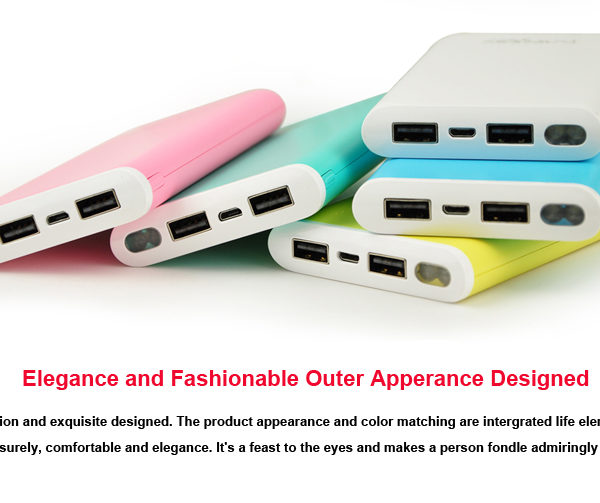 Elegance and Fashionable Outer Apperance Designed
ion and exquisite designed. The product appearance and color matching are intergrated life ele
surely, comfortable and elegance. It's a feast to the eyes and makes a person fondle admiringly